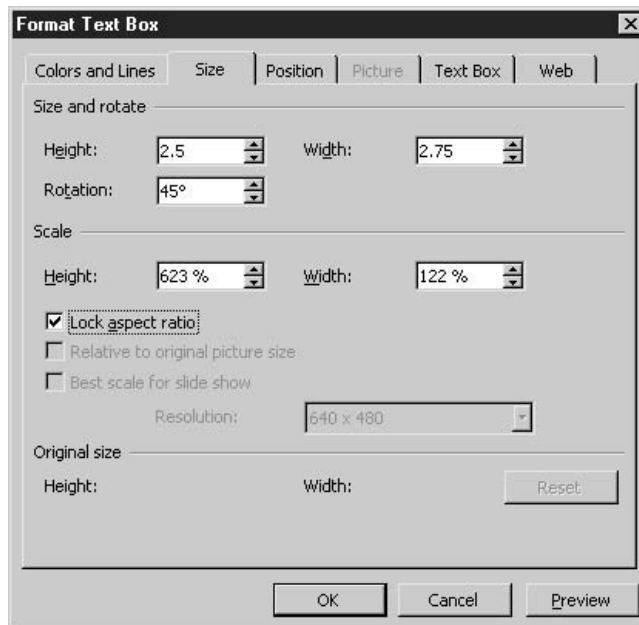 Format Text Box
Colors and Lines Size Position Picture Text Box Web
Size and rotate
Height: 2.5 Width: 2.75
Rotation: 45°
Scale
Height: 623 % Width: 122 %
Lock aspect ratio
Relative to original picture size
Best scale for slide show
Resolution: 640 x 480
Original size
Height: Width: Reset
OK Cancel Preview